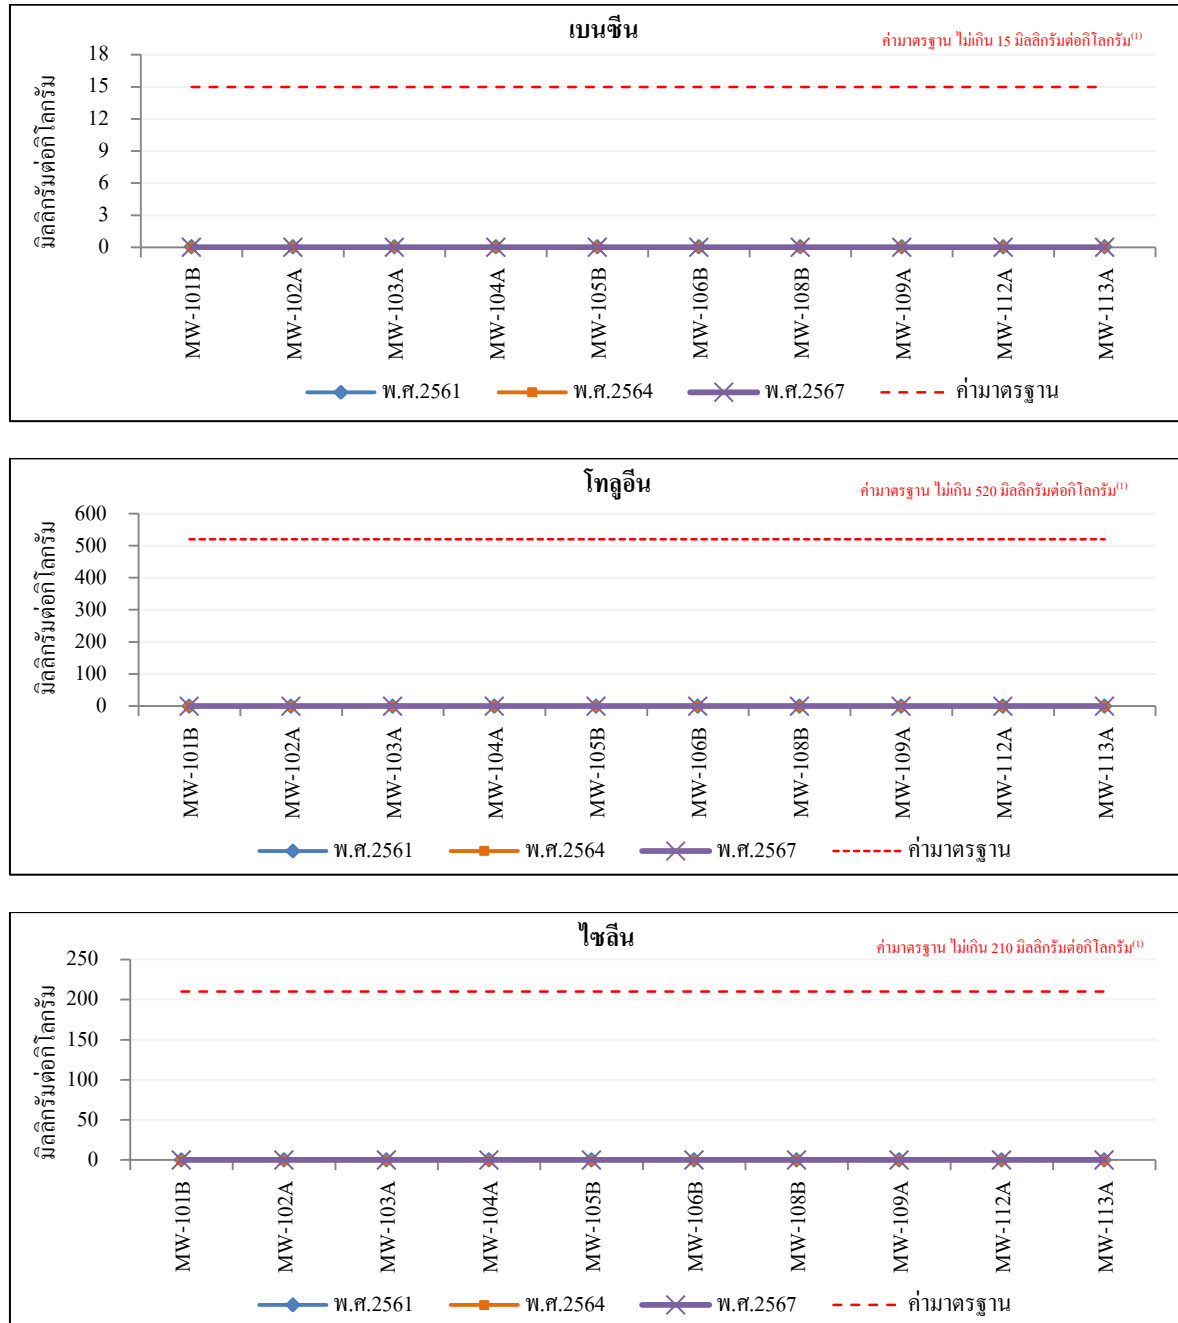 เบนซีน
ค่ามาตรฐาน ไม่เกิน 15 มิลลิกรัมต่อกิโลกรัม(1)
มิลลิกรัมต่อกิโลกรัม
18
15
12
9
6
3
0
MW-101B
MW-102A
MW-103A
MW-104A
MW-105B
MW-106B
MW-108B
MW-109A
MW-112A
MW-113A
พ.ศ.2561 พ.ศ.2564 พ.ศ.2567 ค่ามาตรฐาน
โทลูอีน
ค่ามาตรฐาน ไม่เกิน 520 มิลลิกรัมต่อกิโลกรัม(1)
มิลลิกรัมต่อกิโลกรัม
600
500
400
300
200
100
0
MW-101B
MW-102A
MW-103A
MW-104A
MW-105B
MW-106B
MW-108B
MW-109A
MW-112A
MW-113A
พ.ศ.2561 พ.ศ.2564 พ.ศ.2567 ค่ามาตรฐาน
ไซลีน
ค่ามาตรฐาน ไม่เกิน 210 มิลลิกรัมต่อกิโลกรัม(1)
มิลลิกรัมต่อกิโลกรัม
250
200
150
100
50
0
MW-101B
MW-102A
MW-103A
MW-104A
MW-105B
MW-106B
MW-108B
MW-109A
MW-112A
MW-113A
พ.ศ.2561 พ.ศ.2564 พ.ศ.2567 ค่ามาตรฐาน